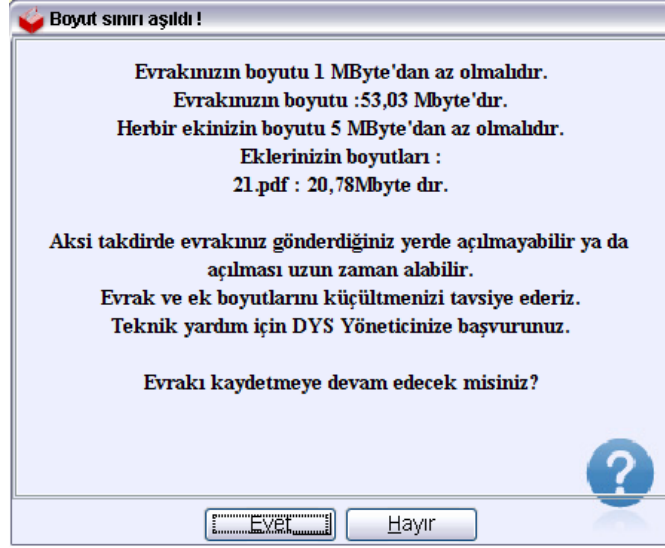 Boyut sınırı aşıldı !
Evrakınızın boyutu 1 MByte'dan az olmalıdır.
Evrakınızın boyutu :53,03 Mbyte'dır.
Herbir ekinizin boyutu 5 MByte'dan az olmalıdır.
Eklerinizin boyutları :
21.pdf : 20,78Mbyte dır.
Aksi takdirde evrakınız gönderdiğiniz yerde açılmayabilir ya da
açılması uzun zaman alabilir.
Evrak ve ek boyutlarını küçültmenizi tavsiye ederiz.
Teknik yardım için DYS Yöneticinize başvurunuz.
Evrakı kaydetmeye devam edecek misiniz?
Evet Hayır